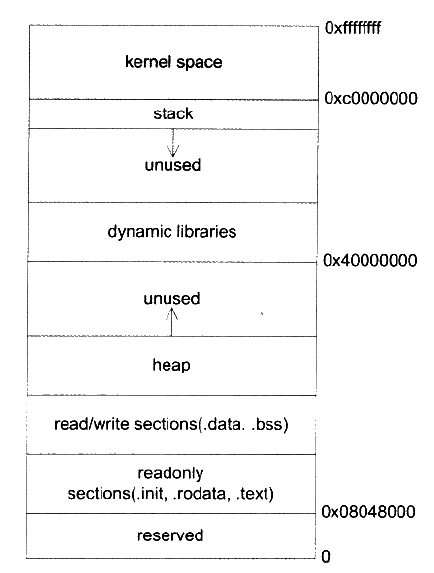 0xffffffff
kernel space
0xc0000000
stack
unused
dynamic libraries
0x40000000
unused
heap
read/write sections(.data. .bss)
readonly
sections(.init, .rodata, .text)
0x08048000
reserved
0